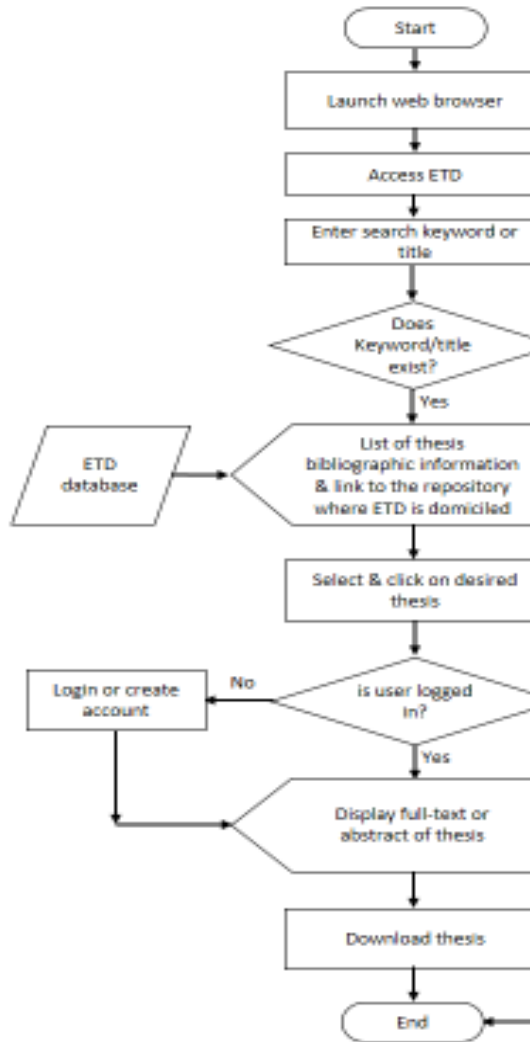 Start
Launch web browser
Access ETD
Enter search keyword or
title
Does
Keyword/title
exist?
Yes
ETD
database
List of thesis
bibliographic information
& link to the repository
where ETD is domiciled
Select & click on desired
thesis
No
Login or create
account
is user logged
in?
Yes
Display full-text or
abstract of thesis
Download thesis
End